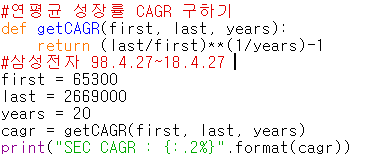 #연평균 성장률 CAGR 구하기
def getCAGR(first, last, years):
    return (last/first)**(1/years)-1
#삼성전자 98.4.27~18.4.27
first = 65300
last = 2669000
years = 20
cagr = getCAGR(first, last, years)
print("SEC CAGR : {:.2%}".format(cagr))